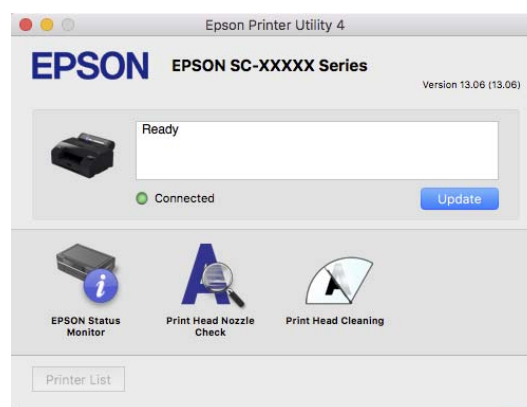 Epson Printer Utility 4
EPSON
EPSON SC-XXXXX Series
Version 13.06 (13.06)
Ready
Connected
Update
EPSON Status
Monitor
Print Head Nozzle
Check
Print Head Cleaning
Printer List